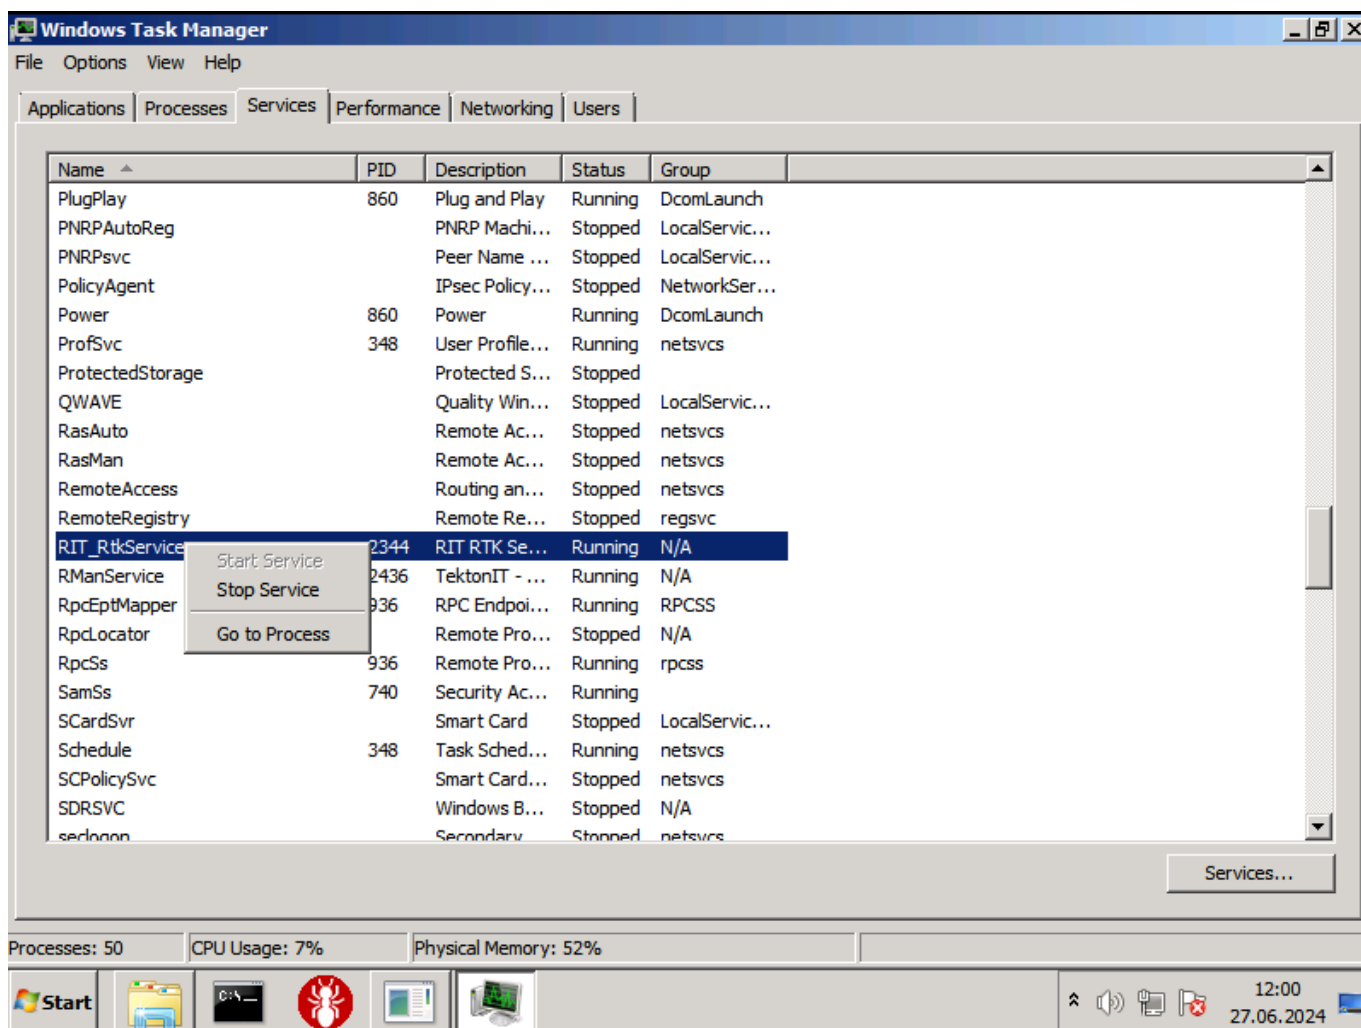 Windows Task Manager
File Options View Help
Applications Processes Services Performance Networking Users
Name PID Description Status Group
PlugPlay 860 Plug and Play Running DcomLaunch
PNRPAutoReg PNRP Machi... Stopped LocalServic...
PNRPsvc Peer Name ... Stopped LocalServic...
PolicyAgent IPsec Policy... Stopped NetworkSer...
Power 860 Power Running DcomLaunch
ProfSvc 348 User Profile... Running netsvcs
ProtectedStorage Protected S... Stopped
QWAVE Quality Win... Stopped LocalServic...
RasAuto Remote Ac... Stopped netsvcs
RasMan Remote Ac... Stopped netsvcs
RemoteAccess Routing an... Stopped netsvcs
RemoteRegistry Remote Re... Stopped regsvc
RIT_RtkService 2344 RIT RTK Se... Running N/A
Start Service
Stop Service
Go to Process
RManService 2436 TektonIT - ... Running N/A
RpcEptMapper 936 RPC Endpoi... Running RPCSS
RpcLocator Remote Pro... Stopped N/A
RpcSs 936 Remote Pro... Running rpcss
SamSs 740 Security Ac... Running
SCardSvr Smart Card Stopped LocalServic...
Schedule 348 Task Sched... Running netsvcs
SCPolicySvc Smart Card... Stopped netsvcs
SDRSVC Windows B... Stopped N/A
seclogon Secondary Stopped netsvcs
Services...
Processes: 50 CPU Usage: 7% Physical Memory: 52%
Start C:\ 12:00
27.06.2024